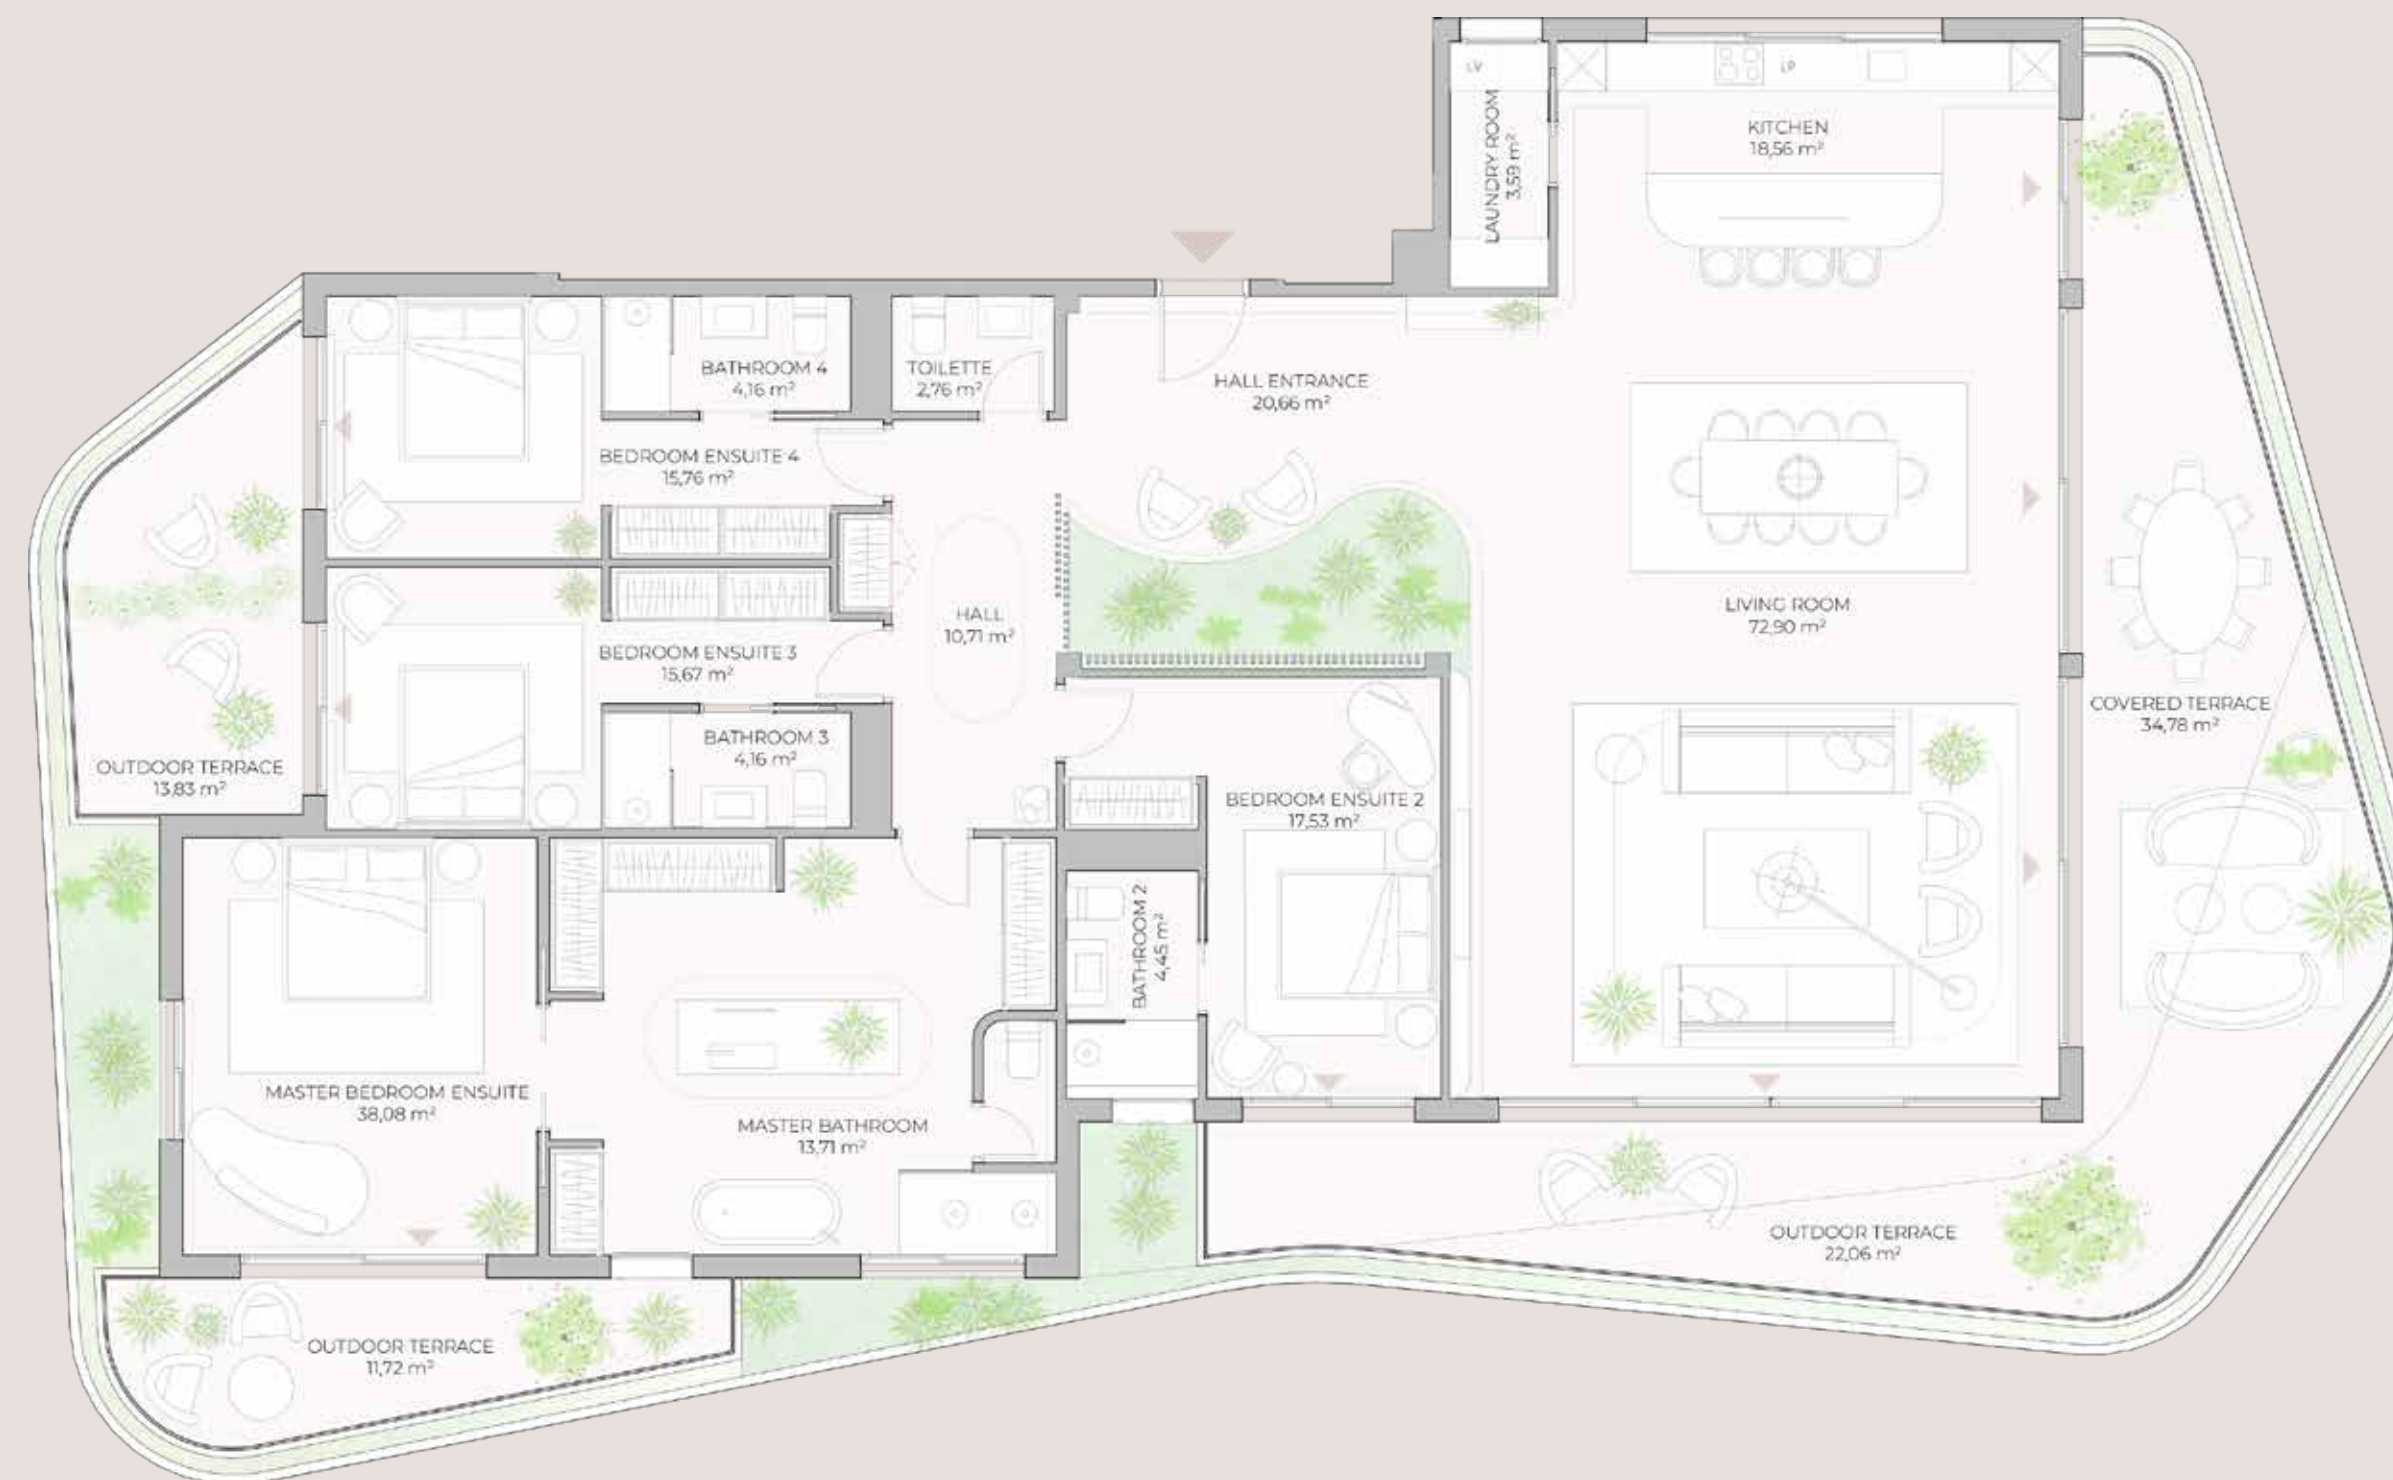 LV
LP
KITCHEN
18,56 m²
LAUNDRY ROOM
3,59 m²
BATHROOM 4
4,16 m²
TOILETTE
2,76 m²
HALL ENTRANCE
20,66 m²
BEDROOM ENSUITE 4
15,76 m²
HALL
10,71 m²
LIVING ROOM
72,90 m²
BEDROOM ENSUITE 3
15,67 m²
COVERED TERRACE
34,78 m²
BATHROOM 3
4,16 m²
OUTDOOR TERRACE
13,83 m²
BEDROOM ENSUITE 2
17,53 m²
BATHROOM 2
4,45 m²
MASTER BEDROOM ENSUITE
38,08 m²
MASTER BATHROOM
13,71 m²
OUTDOOR TERRACE
22,06 m²
OUTDOOR TERRACE
11,72 m²